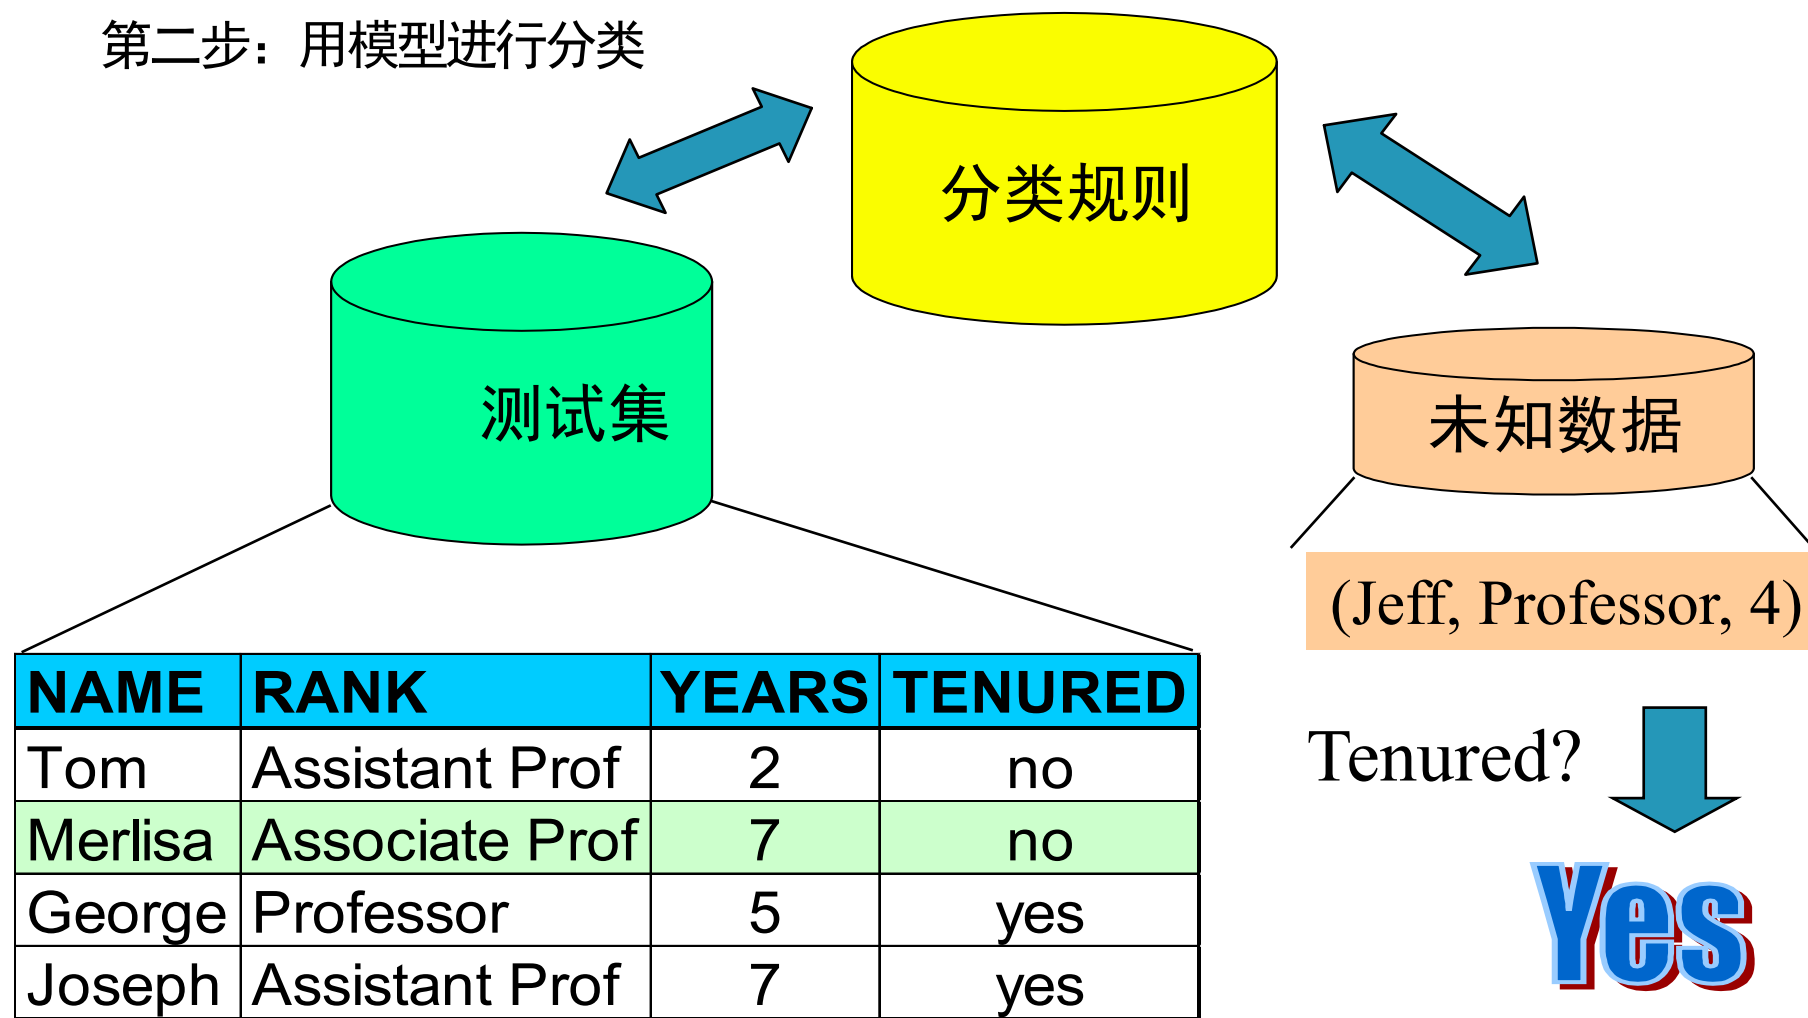 第二步：用模型进行分类
分类规则
测试集
未知数据
(Jeff, Professor, 4)
NAME RANK YEARS TENURED
Tom Assistant Prof 2 no
Merlisa Associate Prof 7 no
George Professor 5 yes
Joseph Assistant Prof 7 yes
Tenured?
Yes